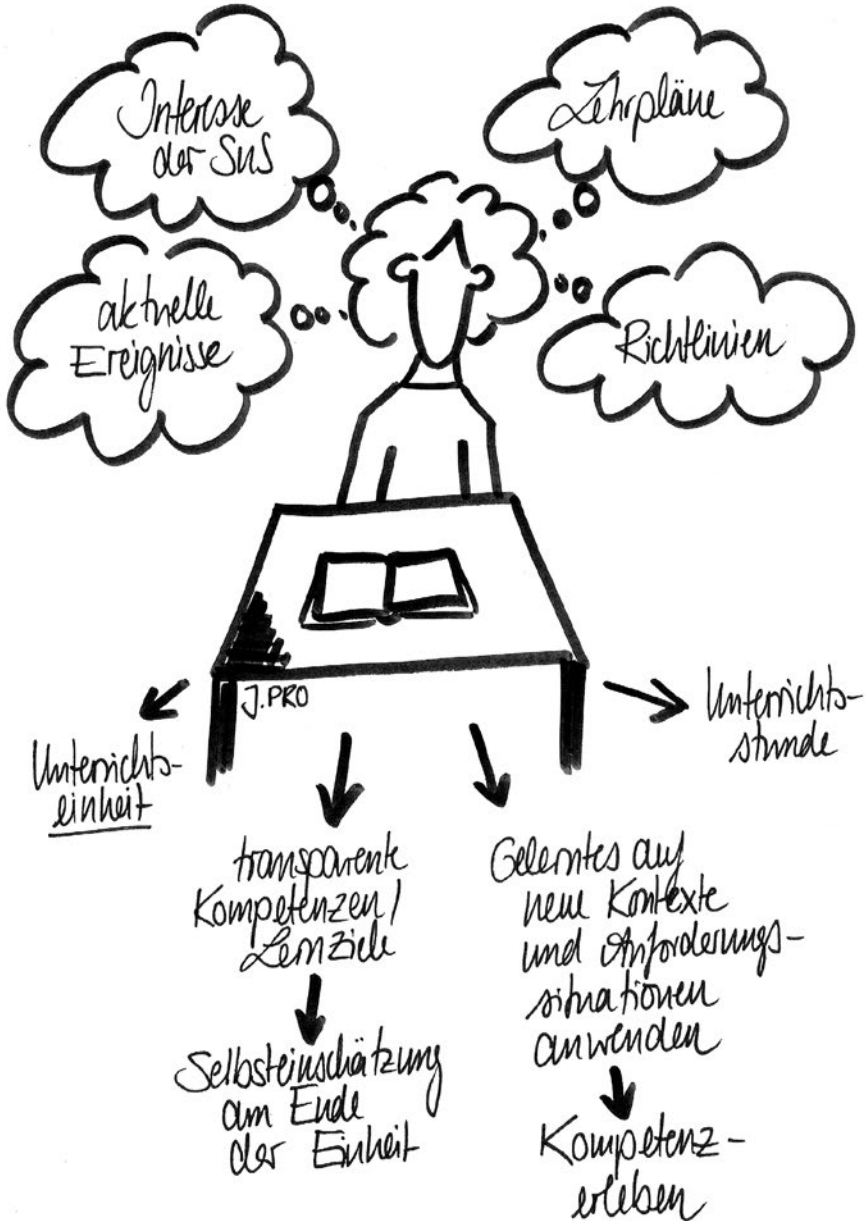 Interesse
der SuS
Lehrpläne
aktuelle
Ereignisse
Richtlinien
J.PRO
Unterrichts-
einheit
Unterrichts-
stunde
transparente
Kompetenzen/
Lernziele
Selbsteinschätzung
am Ende
der Einheit
Gelerntes auf
neue Kontexte
und Anforderungs-
situationen
anwenden
Kompetenz-
erleben